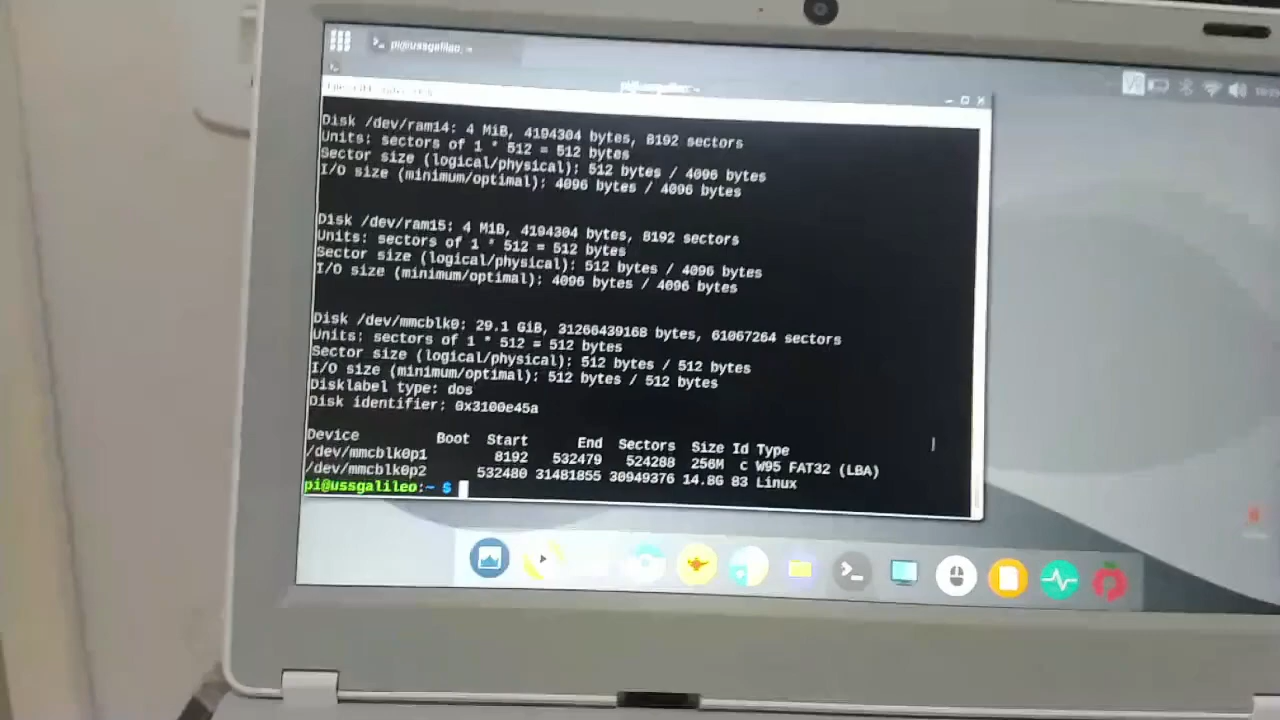 pi@ussgalileo: ~
Disk /dev/ram14: 4 MiB, 4194304 bytes, 8192 sectors
Units: sectors of 1 * 512 = 512 bytes
Sector size (logical/physical): 512 bytes / 4096 bytes
I/O size (minimum/optimal): 4096 bytes / 4096 bytes
Disk /dev/ram15: 4 MiB, 4194304 bytes, 8192 sectors
Units: sectors of 1 * 512 = 512 bytes
Sector size (logical/physical): 512 bytes / 4096 bytes
I/O size (minimum/optimal): 4096 bytes / 4096 bytes
Disk /dev/mmcblk0: 29.1 GiB, 31266439168 bytes, 61067264 sectors
Units: sectors of 1 * 512 = 512 bytes
Sector size (logical/physical): 512 bytes / 512 bytes
I/O size (minimum/optimal): 512 bytes / 512 bytes
Disklabel type: dos
Disk identifier: 0x3100e45a
Device Boot Start End Sectors Size Id Type
/dev/mmcblk0p1 8192 532479 524288 256M c W95 FAT32 (LBA)
/dev/mmcblk0p2 532480 31481855 30949376 14.8G 83 Linux
pi@ussgalileo:~ $